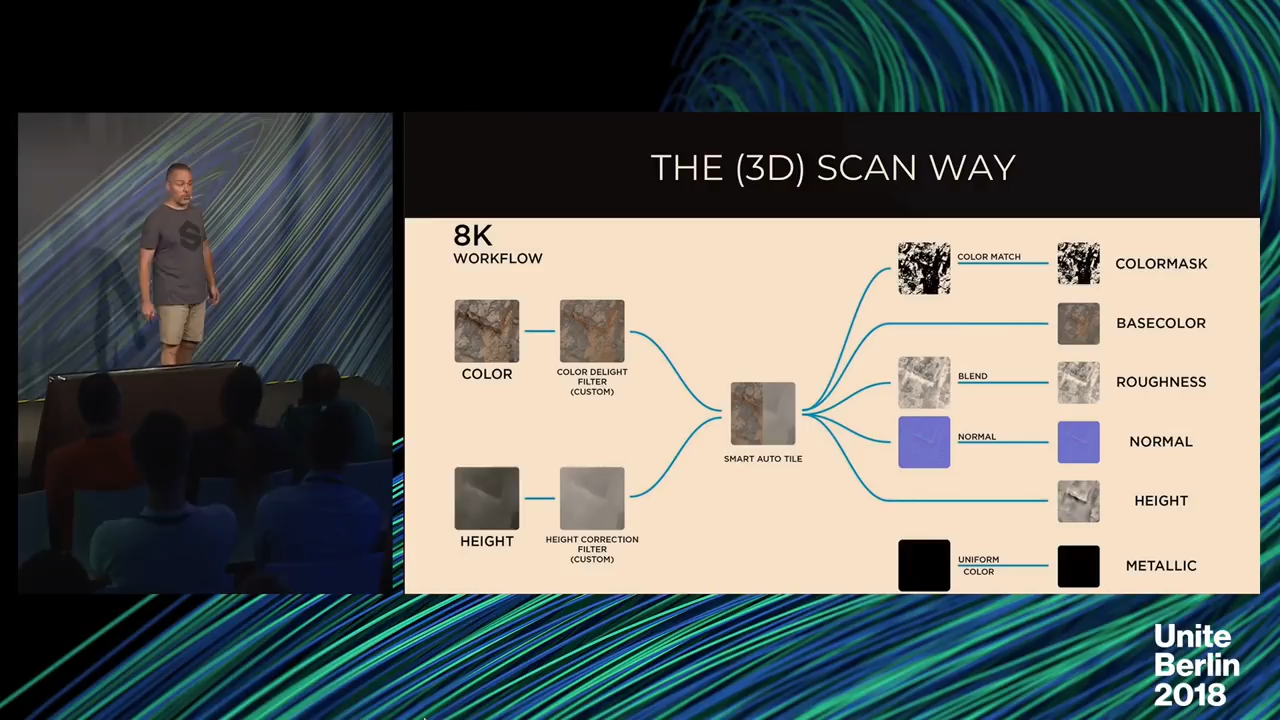 THE (3D) SCAN WAY
8K
WORKFLOW
COLOR
COLOR DELIGHT
FILTER
(CUSTOM)
HEIGHT
HEIGHT CORRECTION
FILTER
(CUSTOM)
SMART AUTO TILE
COLOR MATCH
COLORMASK
BASECOLOR
BLEND
ROUGHNESS
NORMAL
NORMAL
HEIGHT
UNIFORM
COLOR
METALLIC
Unite
Berlin
2018